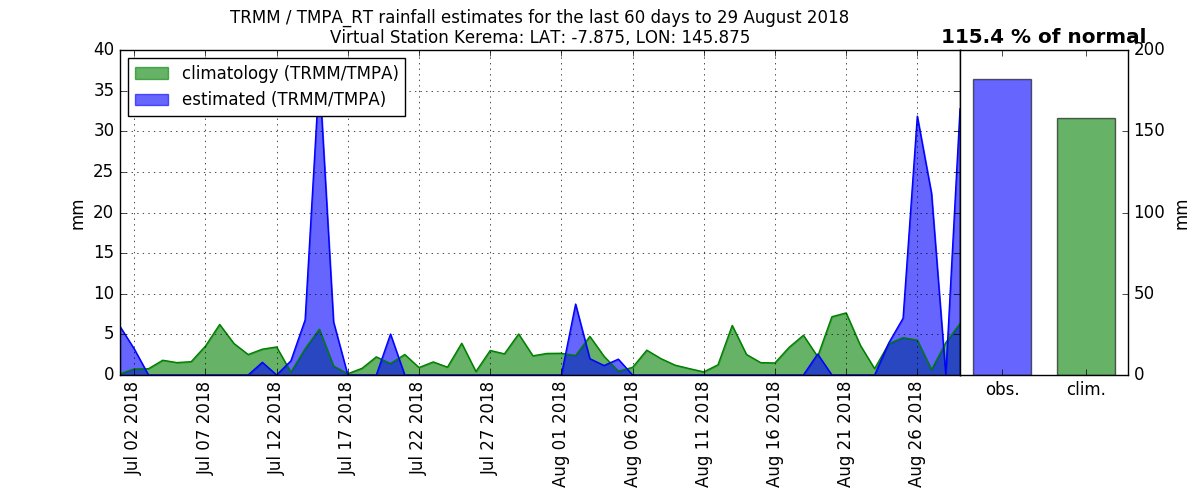 TRMM / TMPA_RT rainfall estimates for the last 60 days to 29 August 2018
Virtual Station Kerema: LAT: -7.875, LON: 145.875
115.4 % of normal
climatology (TRMM/TMPA)
estimated (TRMM/TMPA)
mm
40
35
30
25
20
15
10
5
0
Jul 02 2018
Jul 07 2018
Jul 12 2018
Jul 17 2018
Jul 22 2018
Jul 27 2018
Aug 01 2018
Aug 06 2018
Aug 11 2018
Aug 16 2018
Aug 21 2018
Aug 26 2018
obs.
clim.
200
150
100
50
0
mm